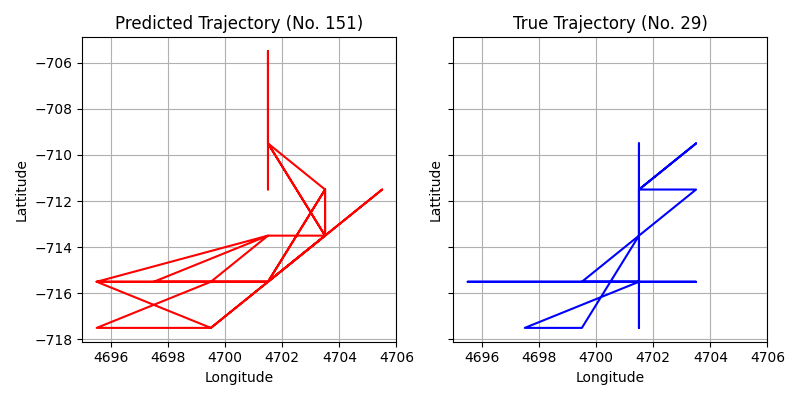 Predicted Trajectory (No. 151)
True Trajectory (No. 29)
Lattitude
−706
−708
−710
−712
−714
−716
−718
4696 4698 4700 4702 4704 4706
Longitude
Lattitude
4696 4698 4700 4702 4704 4706
Longitude